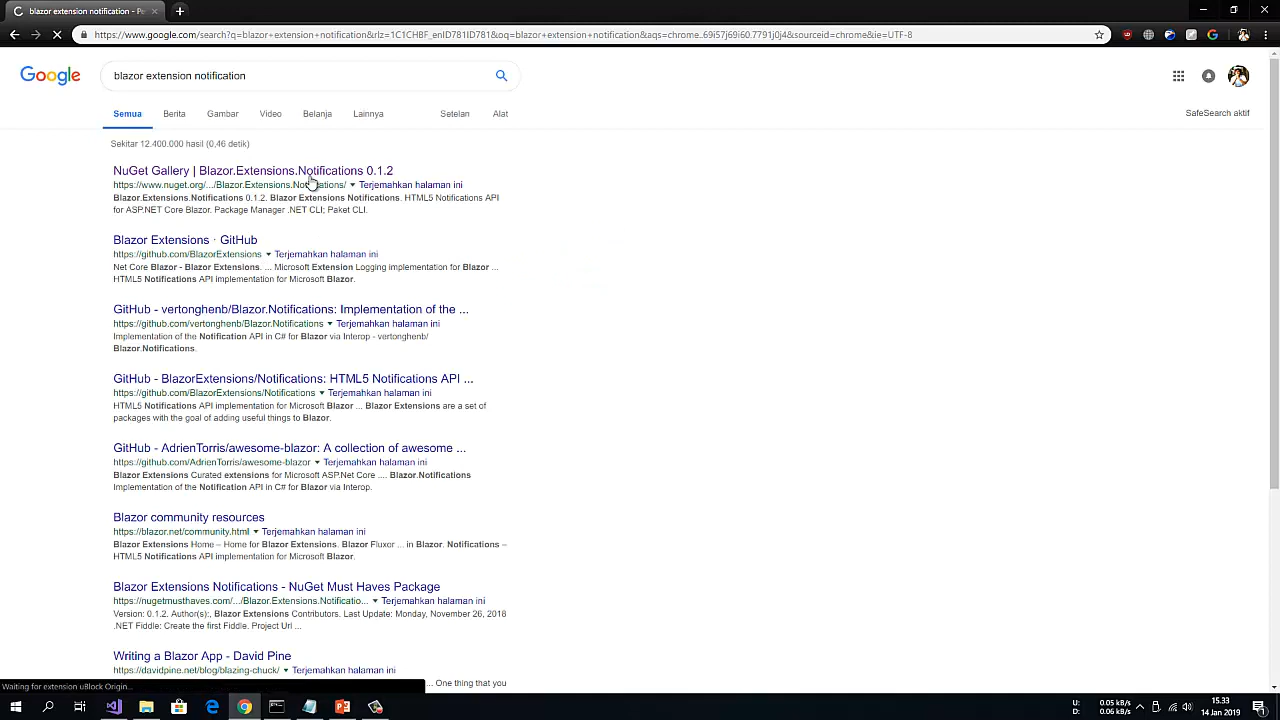 blazor extension notification - Pe
https://www.google.com/search?q=blazor+extension+notification&rlz=1C1CHBF_enID781ID781&oq=blazor+extension+notification&aqs=chrome..69i57j69i60.7791j0j4&sourceid=chrome&ie=UTF-8
Google
blazor extension notification
Semua Berita Gambar Video Belanja Lainnya Setelan Alat
SafeSearch aktif
Sekitar 12.400.000 hasil (0,46 detik)
NuGet Gallery | Blazor.Extensions.Notifications 0.1.2
https://www.nuget.org/.../Blazor.Extensions.Notifications/ Terjemahkan halaman ini
Blazor.Extensions.Notifications 0.1.2. Blazor Extensions Notifications. HTML5 Notifications API
for ASP.NET Core Blazor. Package Manager .NET CLI; Paket CLI.
Blazor Extensions · GitHub
https://github.com/BlazorExtensions Terjemahkan halaman ini
Net Core Blazor - Blazor Extensions. ... Microsoft Extension Logging implementation for Blazor ...
HTML5 Notifications API implementation for Microsoft Blazor.
GitHub - vertonghenb/Blazor.Notifications: Implementation of the ...
https://github.com/vertonghenb/Blazor.Notifications Terjemahkan halaman ini
Implementation of the Notification API in C# for Blazor via Interop - vertonghenb/
Blazor.Notifications.
GitHub - BlazorExtensions/Notifications: HTML5 Notifications API ...
https://github.com/BlazorExtensions/Notifications Terjemahkan halaman ini
HTML5 Notifications API implementation for Microsoft Blazor ... Blazor Extensions are a set of
packages with the goal of adding useful things to Blazor.
GitHub - AdrienTorris/awesome-blazor: A collection of awesome ...
https://github.com/AdrienTorris/awesome-blazor Terjemahkan halaman ini
Blazor Extensions Curated extensions for Microsoft ASP.Net Core .... Blazor.Notifications
Implementation of the Notification API in C# for Blazor via Interop.
Blazor community resources
https://blazor.net/community.html Terjemahkan halaman ini
Blazor Extensions Home – Home for Blazor Extensions. Blazor Fluxor ... in Blazor. Notifications –
HTML5 Notifications API implementation for Microsoft Blazor.
Blazor Extensions Notifications - NuGet Must Haves Package
https://nugetmusthaves.com/.../Blazor.Extensions.Notificatio... Terjemahkan halaman ini
Version: 0.1.2. Author(s):, Blazor Extensions Contributors. Last Update: Monday, November 26, 2018
.NET Fiddle: Create the first Fiddle. Project Url ...
Writing a Blazor App - David Pine
https://davidpine.net/blog/blazing-chuck/ Terjemahkan halaman ini
... One thing that you
Waiting for extension uBlock Origin...
U: 0.05 kB/s
D: 0.06 kB/s
15.33
14 Jan 2019